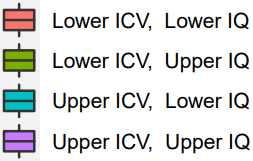 Lower ICV, Lower IQ
Lower ICV, Upper IQ
Upper ICV, Lower IQ
Upper ICV, Upper IQ